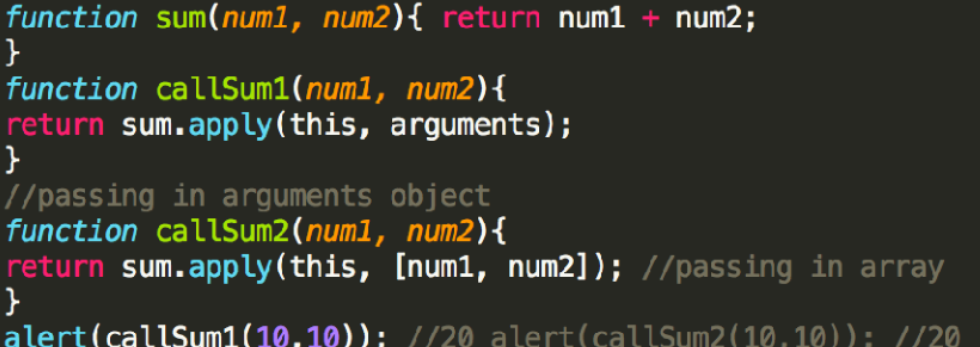 function sum(num1, num2){ return num1 + num2;
}
function callSum1(num1, num2){
return sum.apply(this, arguments);
}
//passing in arguments object
function callSum2(num1, num2){
return sum.apply(this, [num1, num2]); //passing in array
}
alert(callSum1(10,10)); //20 alert(callSum2(10,10)); //20